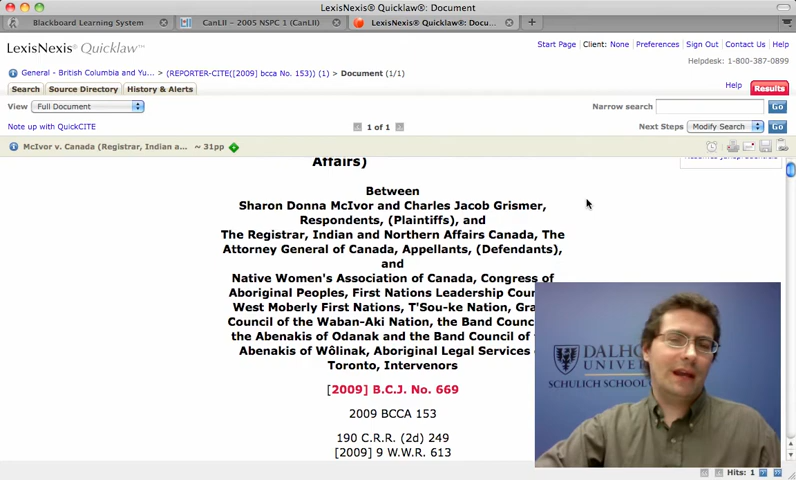 LexisNexis® Quicklaw®: Document
Blackboard Learning System
CanLII – 2005 NSPC 1 (CanLII)
LexisNexis® Quicklaw®: Docu...
LexisNexis® Quicklaw™
Start Page Client: None Preferences Sign Out Contact Us Help
Helpdesk: 1-800-387-0899
General - British Columbia and Yu... > (REPORTER-CITE([2009] bcca No. 153)) (1) > Document (1/1)
Search Source Directory History & Alerts
Help Results
View Full Document
Narrow search Go
Note up with QuickCITE
1 of 1
Next Steps Modify Search Go
McIvor v. Canada (Registrar, Indian a... ~ 31pp
Affairs)
Between
Sharon Donna McIvor and Charles Jacob Grismer,
Respondents, (Plaintiffs), and
The Registrar, Indian and Northern Affairs Canada, The
Attorney General of Canada, Appellants, (Defendants),
and
Native Women's Association of Canada, Congress of
Aboriginal Peoples, First Nations Leadership Coun
West Moberly First Nations, T'Sou-ke Nation, Gra
Council of the Waban-Aki Nation, the Band Counc
the Abenakis of Odanak and the Band Council of
Abenakis of Wôlinak, Aboriginal Legal Services
Toronto, Intervenors
[2009] B.C.J. No. 669
2009 BCCA 153
190 C.R.R. (2d) 249
[2009] 9 W.W.R. 613
DALHO
UNIVER
SCHULICH SCHOOL
Hits: 1